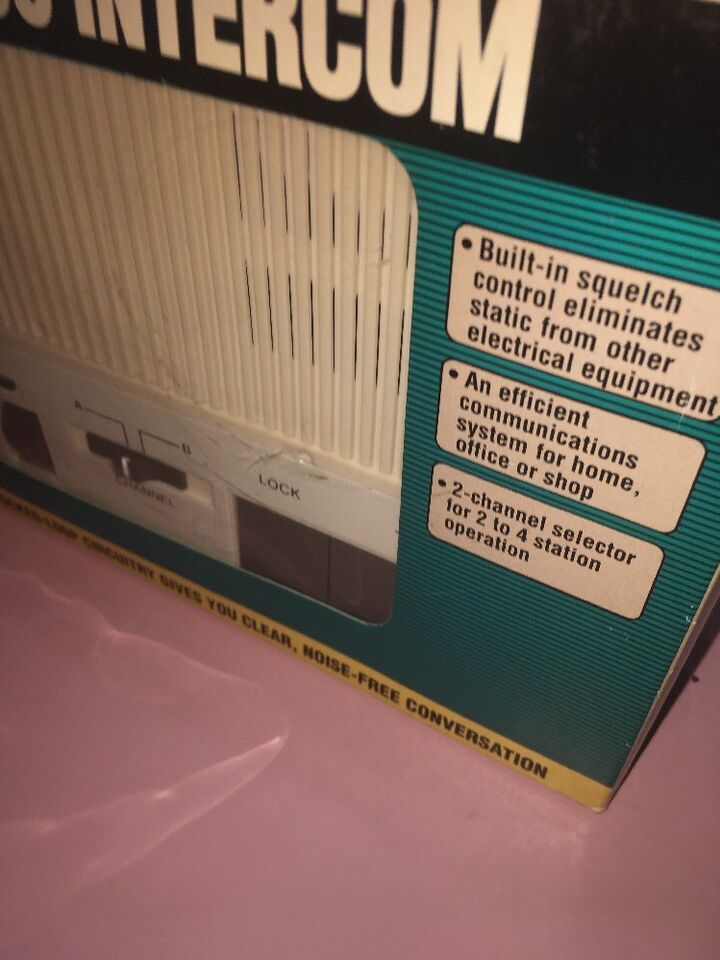 INTERCOM
• Built-in squelch
control eliminates
static from other
electrical equipment
• An efficient
communications
system for home,
office or shop
• 2-channel selector
for 2 to 4 station
operation
A
B
CHANNEL
LOCK
LOOP CIRCUITRY GIVES YOU CLEAR, NOISE-FREE CONVERSATION